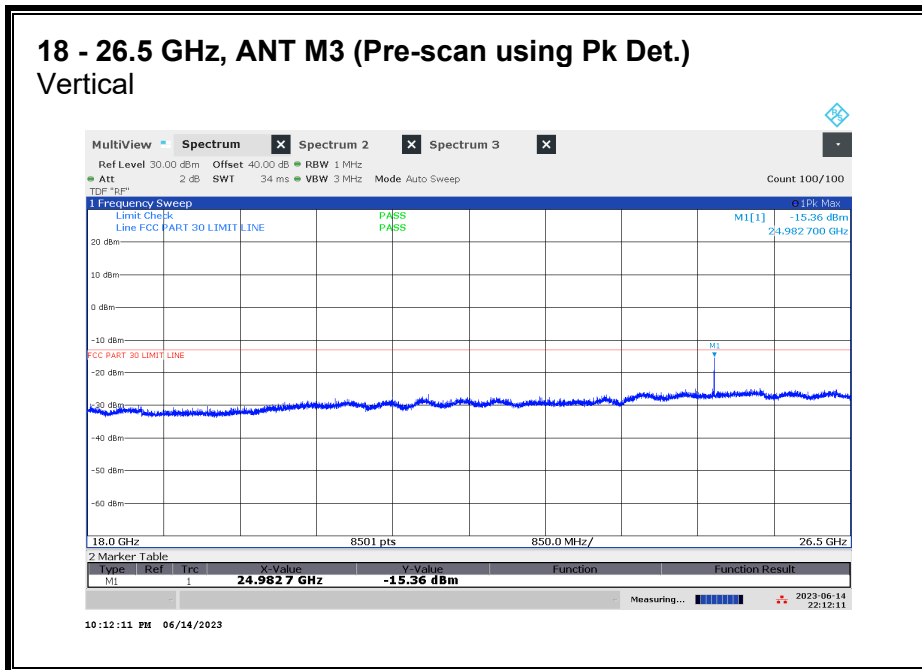 18 - 26.5 GHz, ANT M3 (Pre-scan using Pk Det.)
Vertical
MultiView Spectrum Spectrum 2 Spectrum 3
Ref Level 30.00 dBm Offset 40.00 dB RBW 1 MHz
Att 2 dB SWT 34 ms VBW 3 MHz Mode Auto Sweep Count 100/100
TDF "RF"
1 Frequency Sweep 1Pk Max
Limit Check PASS M1[1] -15.36 dBm
Line FCC PART 30 LIMIT LINE PASS 24.982 700 GHz
20 dBm
10 dBm
0 dBm
-10 dBm
M1
FCC PART 30 LIMIT LINE
-20 dBm
-30 dBm
-40 dBm
-50 dBm
-60 dBm
18.0 GHz 8501 pts 850.0 MHz/ 26.5 GHz
2 Marker Table
Type Ref Trc X-Value Y-Value Function Function Result
M1 1 24.982 7 GHz -15.36 dBm
Measuring... 2023-06-14
22:12:11
10:12:11 PM 06/14/2023